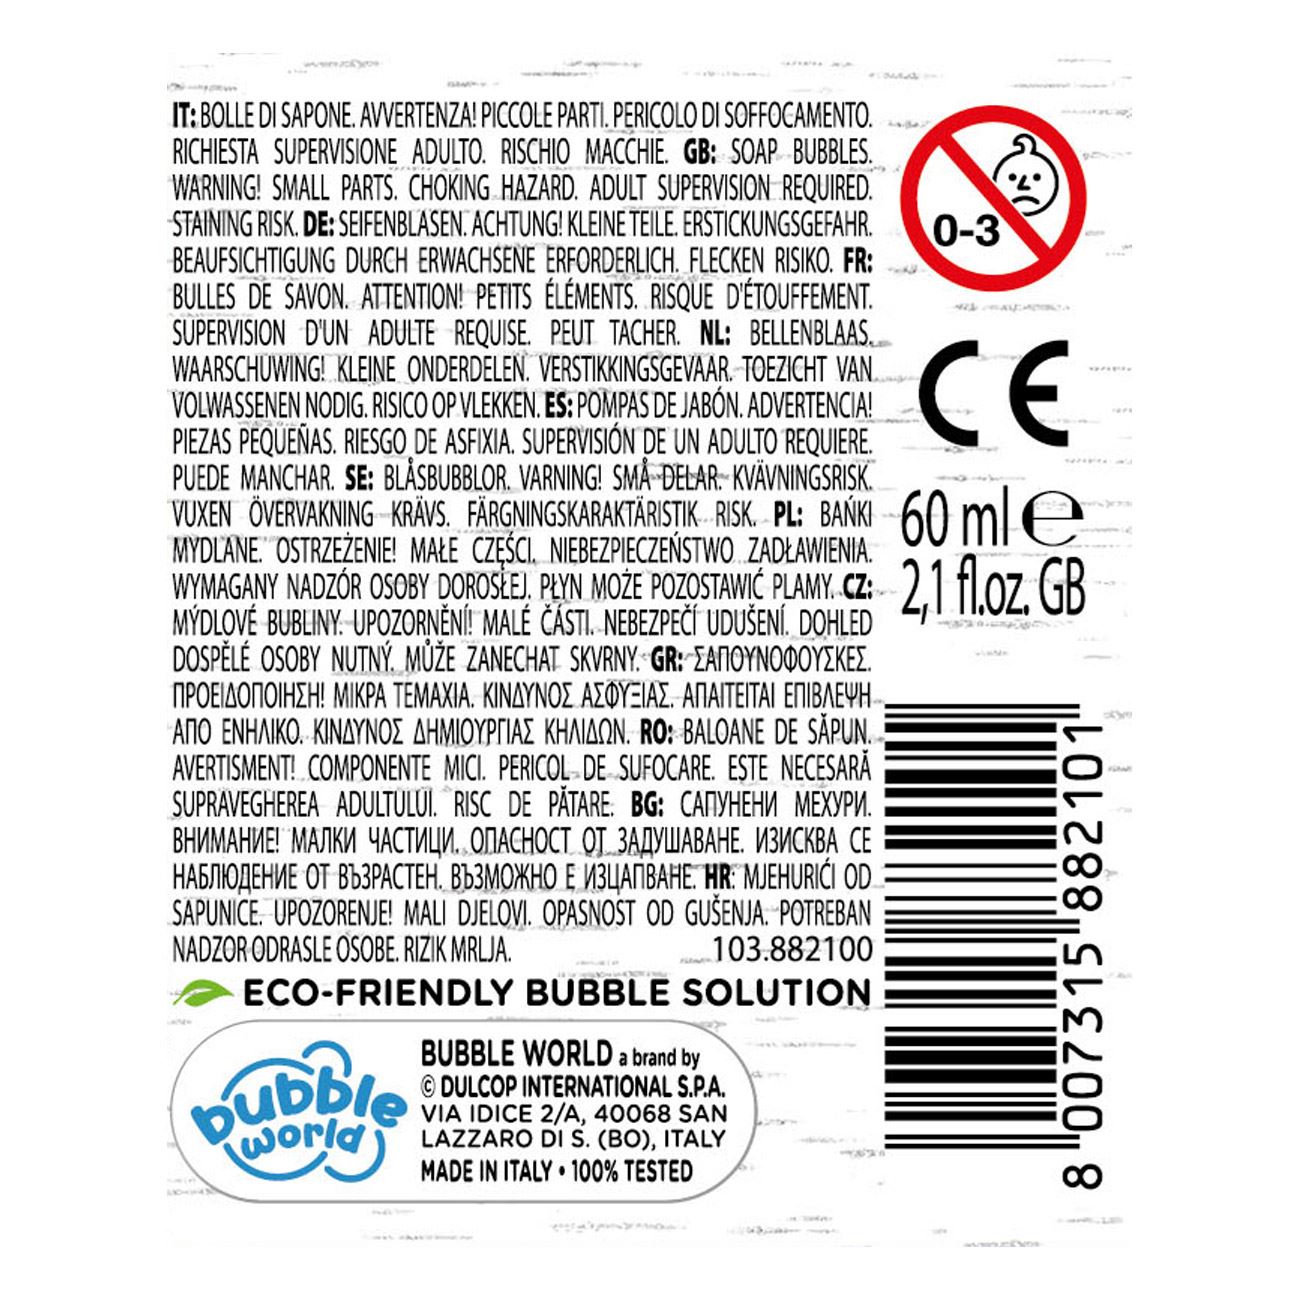 IT: BOLLE DI SAPONE. AVVERTENZA! PICCOLE PARTI. PERICOLO DI SOFFOCAMENTO.
RICHIESTA SUPERVISIONE ADULTO. RISCHIO MACCHIE. GB: SOAP BUBBLES.
WARNING! SMALL PARTS. CHOKING HAZARD. ADULT SUPERVISION REQUIRED.
STAINING RISK. DE: SEIFENBLASEN. ACHTUNG! KLEINE TEILE. ERSTICKUNGSGEFAHR.
BEAUFSICHTIGUNG DURCH ERWACHSENE ERFORDERLICH. FLECKEN RISIKO. FR:
BULLES DE SAVON. ATTENTION! PETITS ÉLÉMENTS. RISQUE D'ÉTOUFFEMENT.
SUPERVISION D'UN ADULTE REQUISE. PEUT TACHER. NL: BELLENBLAAS.
WAARSCHUWING! KLEINE ONDERDELEN. VERSTIKKINGSGEVAAR. TOEZICHT VAN
VOLWASSENEN NODIG. RISICO OP VLEKKEN. ES: POMPAS DE JABÓN. ADVERTENCIA!
PIEZAS PEQUEÑAS. RIESGO DE ASFIXIA. SUPERVISIÓN DE UN ADULTO REQUIERE.
PUEDE MANCHAR. SE: BLÅSBUBBLOR. VARNING! SMÅ DELAR. KVÄVNINGSRISK.
VUXEN ÖVERVAKNING KRÄVS. FÄRGNINGSKARAKTÄRISTIK RISK. PL: BAŃKI
MYDLANE. OSTRZEŻENIE! MAŁE CZĘŚCI. NIEBEZPIECZEŃSTWO ZADŁAWIENIA.
WYMAGANY NADZÓR OSOBY DOROSŁEJ. PŁYN MOŻE POZOSTAWIĆ PLAMY. CZ:
MÝDLOVÉ BUBLINY. UPOZORNĚNÍ! MALÉ ČÁSTI. NEBEZPEČÍ UDUŠENÍ. DOHLED
DOSPĚLÉ OSOBY NUTNÝ. MŮŽE ZANECHAT SKVRNY. GR: ΣΑΠΟΥΝΟΦΟΥΣΚΕΣ.
ΠΡΟΕΙΔΟΠΟΙΗΣΗ! ΜΙΚΡΑ ΤΕΜΑΧΙΑ. ΚΙΝΔΥΝΟΣ ΑΣΦΥΞΙΑΣ. ΑΠΑΙΤΕΙΤΑΙ ΕΠΙΒΛΕΨΗ
ΑΠΟ ΕΝΗΛΙΚΟ. ΚΙΝΔΥΝΟΣ ΔΗΜΙΟΥΡΓΙΑΣ ΚΗΛΙΔΩΝ. RO: BALOANE DE SĂPUN.
AVERTISMENT! COMPONENTE MICI. PERICOL DE SUFOCARE. ESTE NECESARĂ
SUPRAVEGHEREA ADULTULUI. RISC DE PĂTARE. BG: САПУНЕНИ МЕХУРИ.
ВНИМАНИЕ! МАЛКИ ЧАСТИЦИ. ОПАСНОСТ ОТ ЗАДУШАВАНЕ. ИЗИСКВА СЕ
НАБЛЮДЕНИЕ ОТ ВЪЗРАСТЕН. ВЪЗМОЖНО Е ИЗЦАПВАНЕ. HR: MJEHURIĆI OD
SAPUNICE. UPOZORENJE! MALI DJELOVI. OPASNOST OD GUŠENJA. POTREBAN
NADZOR ODRASLE OSOBE. RIZIK MRLJA. 103.882100
ECO-FRIENDLY BUBBLE SOLUTION
bubble
world
BUBBLE WORLD a brand by
© DULCOP INTERNATIONAL S.P.A.
VIA IDICE 2/A, 40068 SAN
LAZZARO DI S. (BO), ITALY
MADE IN ITALY • 100% TESTED
0-3
CE
60 ml ℮
2,1 fl.oz. GB
8 007315 882101